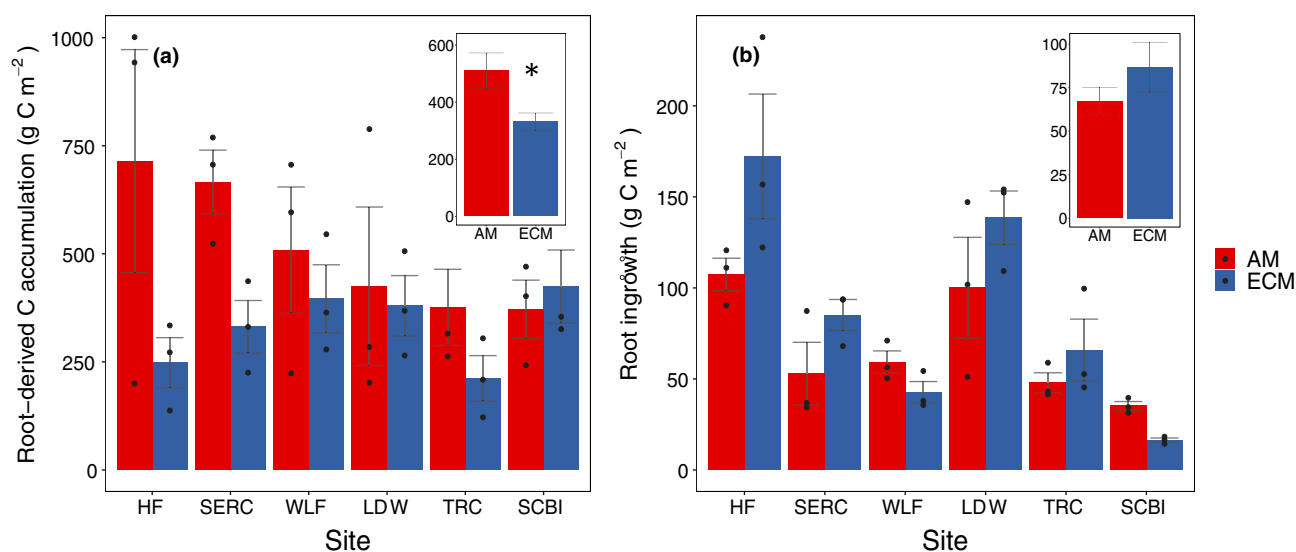 (a)
Root−derived C accumulation (g C m−2)
1000
750
500
250
0
HF SERC WLF LDW TRC SCBI
Site
600
400
200
0
*
AM ECM
(b)
Root ingrowth (g C m−2)
200
150
100
50
0
HF SERC WLF LDW TRC SCBI
Site
100
75
50
25
0
AM ECM
AM
ECM